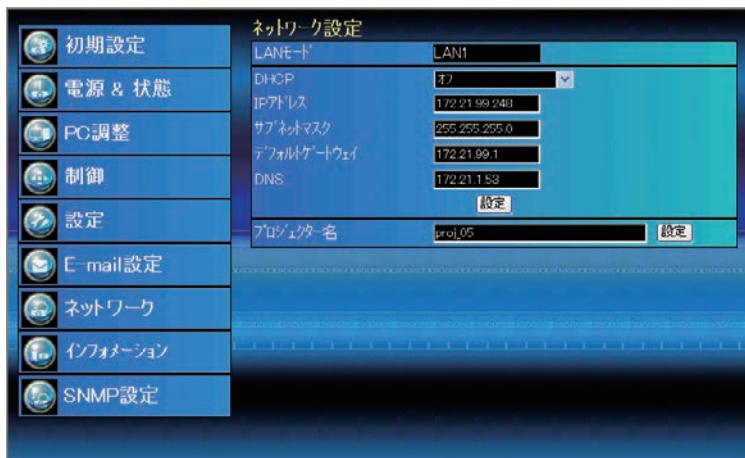 初期設定
電源 & 状態
PC調整
制御
設定
E-mail設定
ネットワーク
インフォメーション
SNMP設定
ネットワーク設定
LANモード LAN1
DHCP オフ
IPアドレス 172.21.99.248
サブネットマスク 255.255.255.0
デフォルトゲートウェイ 172.21.99.1
DNS 172.21.1.53
設定
プロジェクター名 proj_05 設定